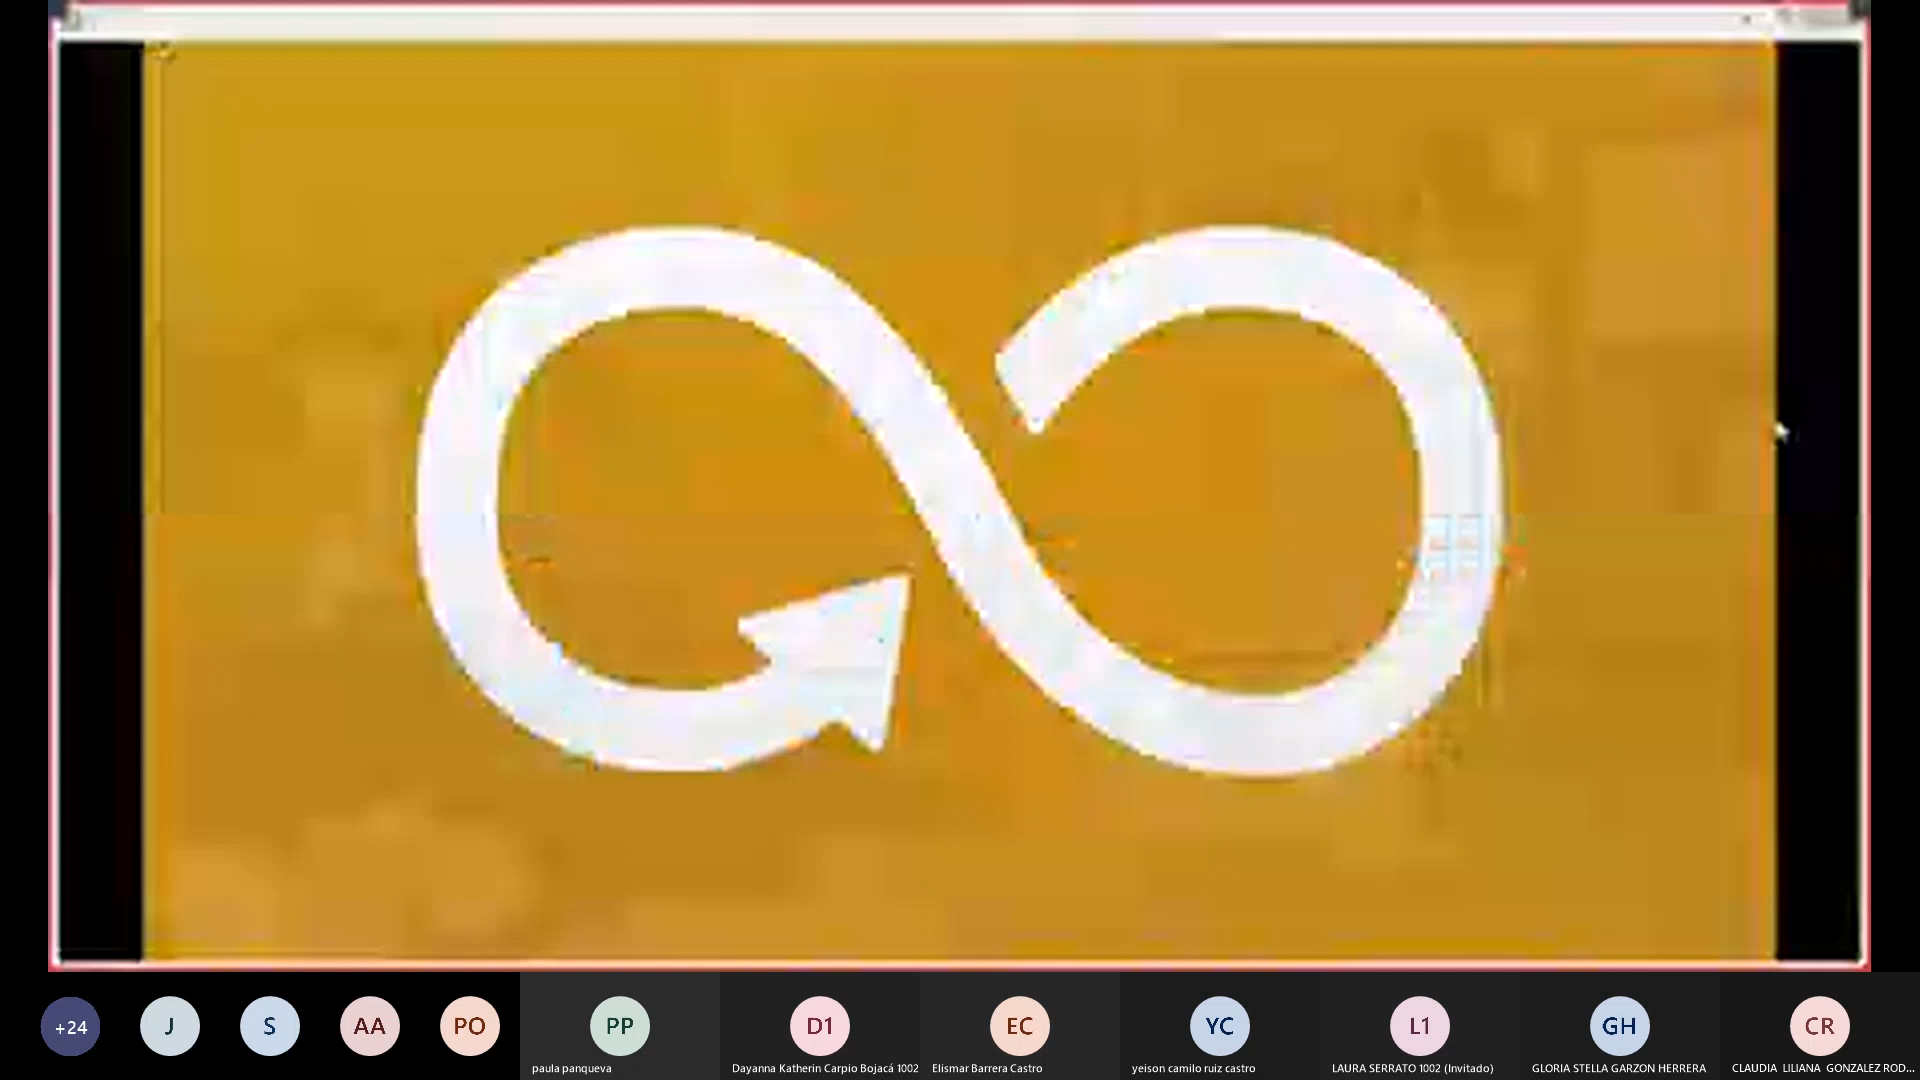 +24
J
S
AA
PO
PP
D1
EC
YC
L1
GH
CR
paula panqueva
Dayanna Katherin Carpio Bojacá 1002
Elismar Barrera Castro
yeison camilo ruiz castro
LAURA SERRATO 1002 (Invitado)
GLORIA STELLA GARZON HERRERA
CLAUDIA LILIANA GONZALEZ ROD...